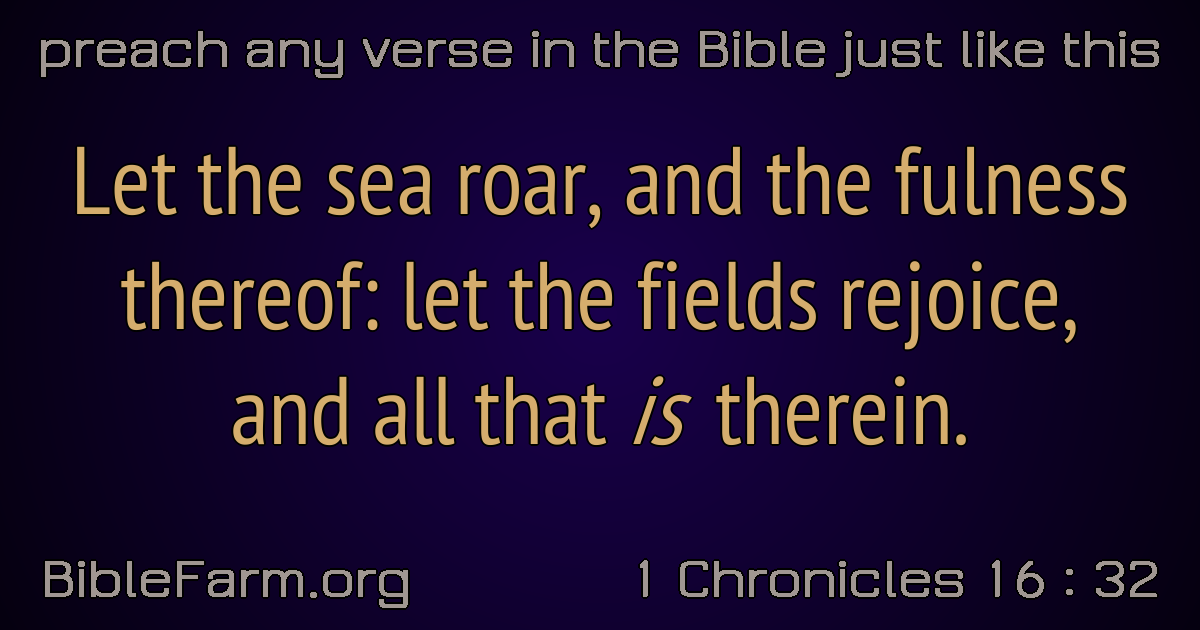 preach any verse in the Bible just like this
Let the sea roar, and the fulness
thereof: let the fields rejoice,
and all that is therein.
BibleFarm.org
1 Chronicles 16 : 32